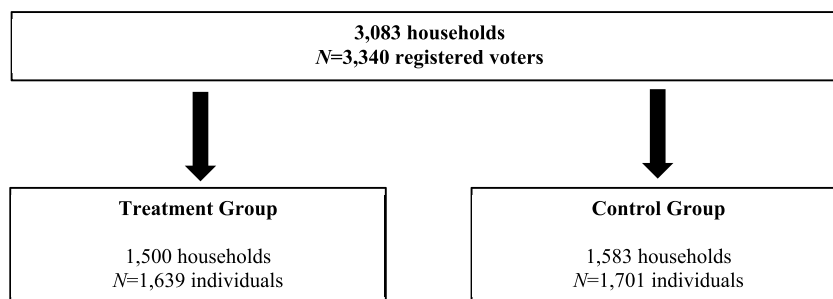 3,083 households
N=3,340 registered voters
Treatment Group
1,500 households
N=1,639 individuals
Control Group
1,583 households
N=1,701 individuals